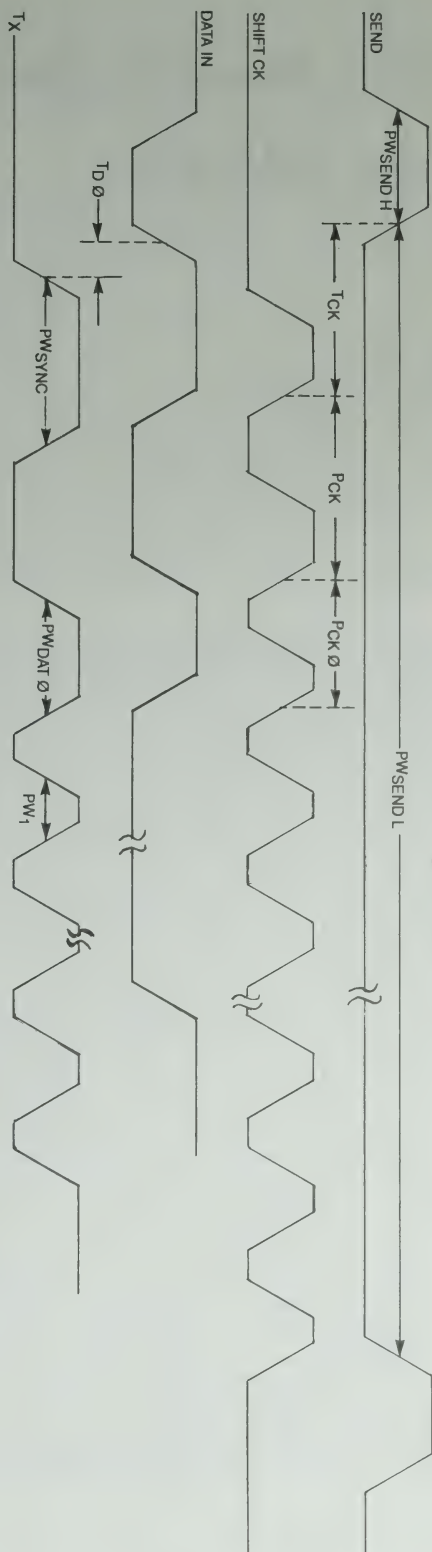 SEND
PWSEND H
PWSEND L
SHIFT CK
TCK
PCK
PCK Ø
DATA IN
TD Ø
TX
PWSYNC
PWDAT Ø
PW1